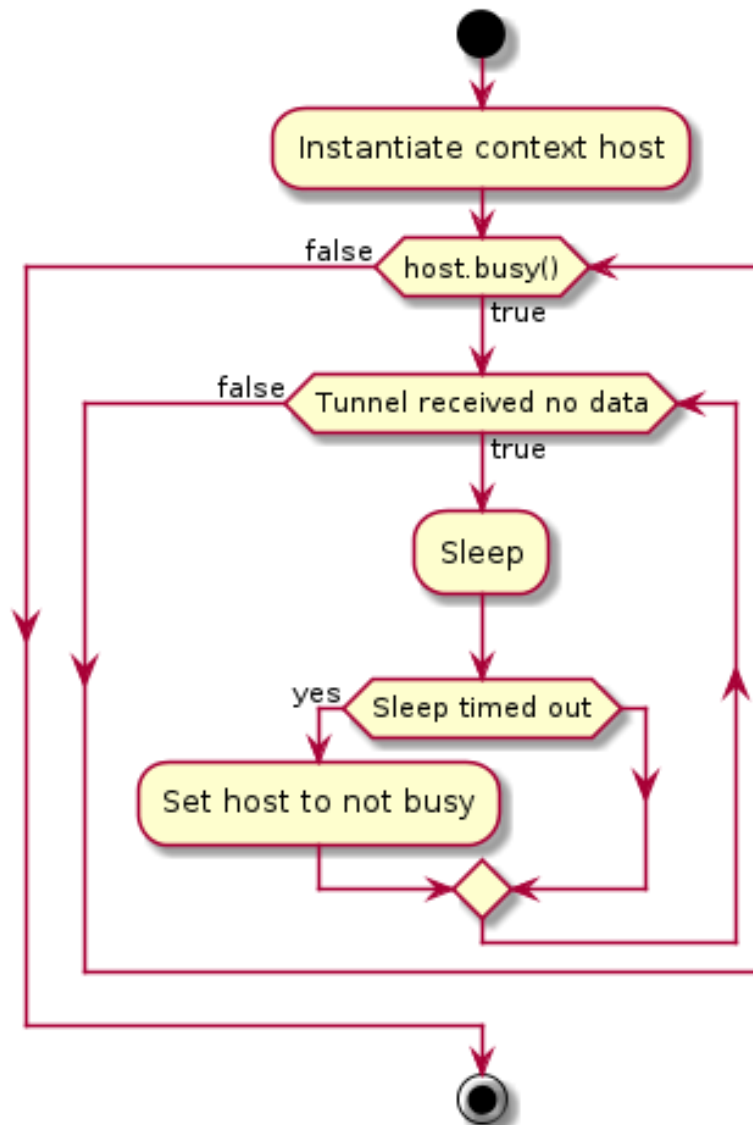 Instantiate context host
false
host.busy()
true
false
Tunnel received no data
true
Sleep
yes
Sleep timed out
Set host to not busy